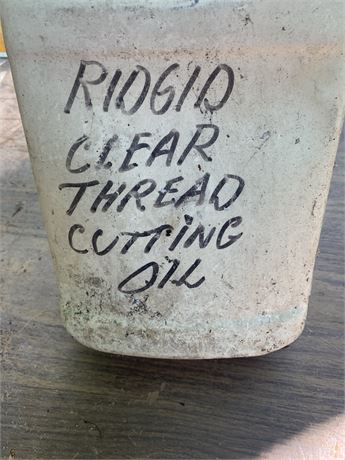 RIDGID
CLEAR
THREAD
CUTTING
OIL